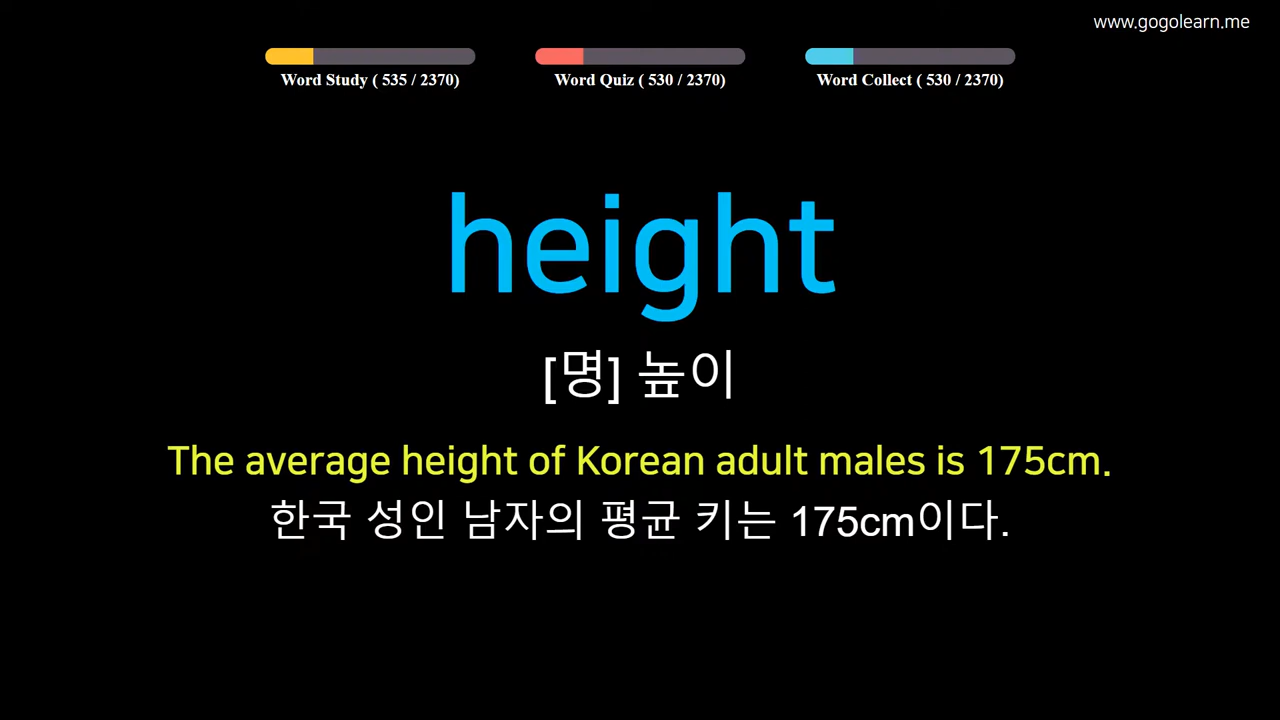 www.gogolearn.me
Word Study ( 535 / 2370)
Word Quiz ( 530 / 2370)
Word Collect ( 530 / 2370)
height
[명] 높이
The average height of Korean adult males is 175cm.
한국 성인 남자의 평균 키는 175cm이다.